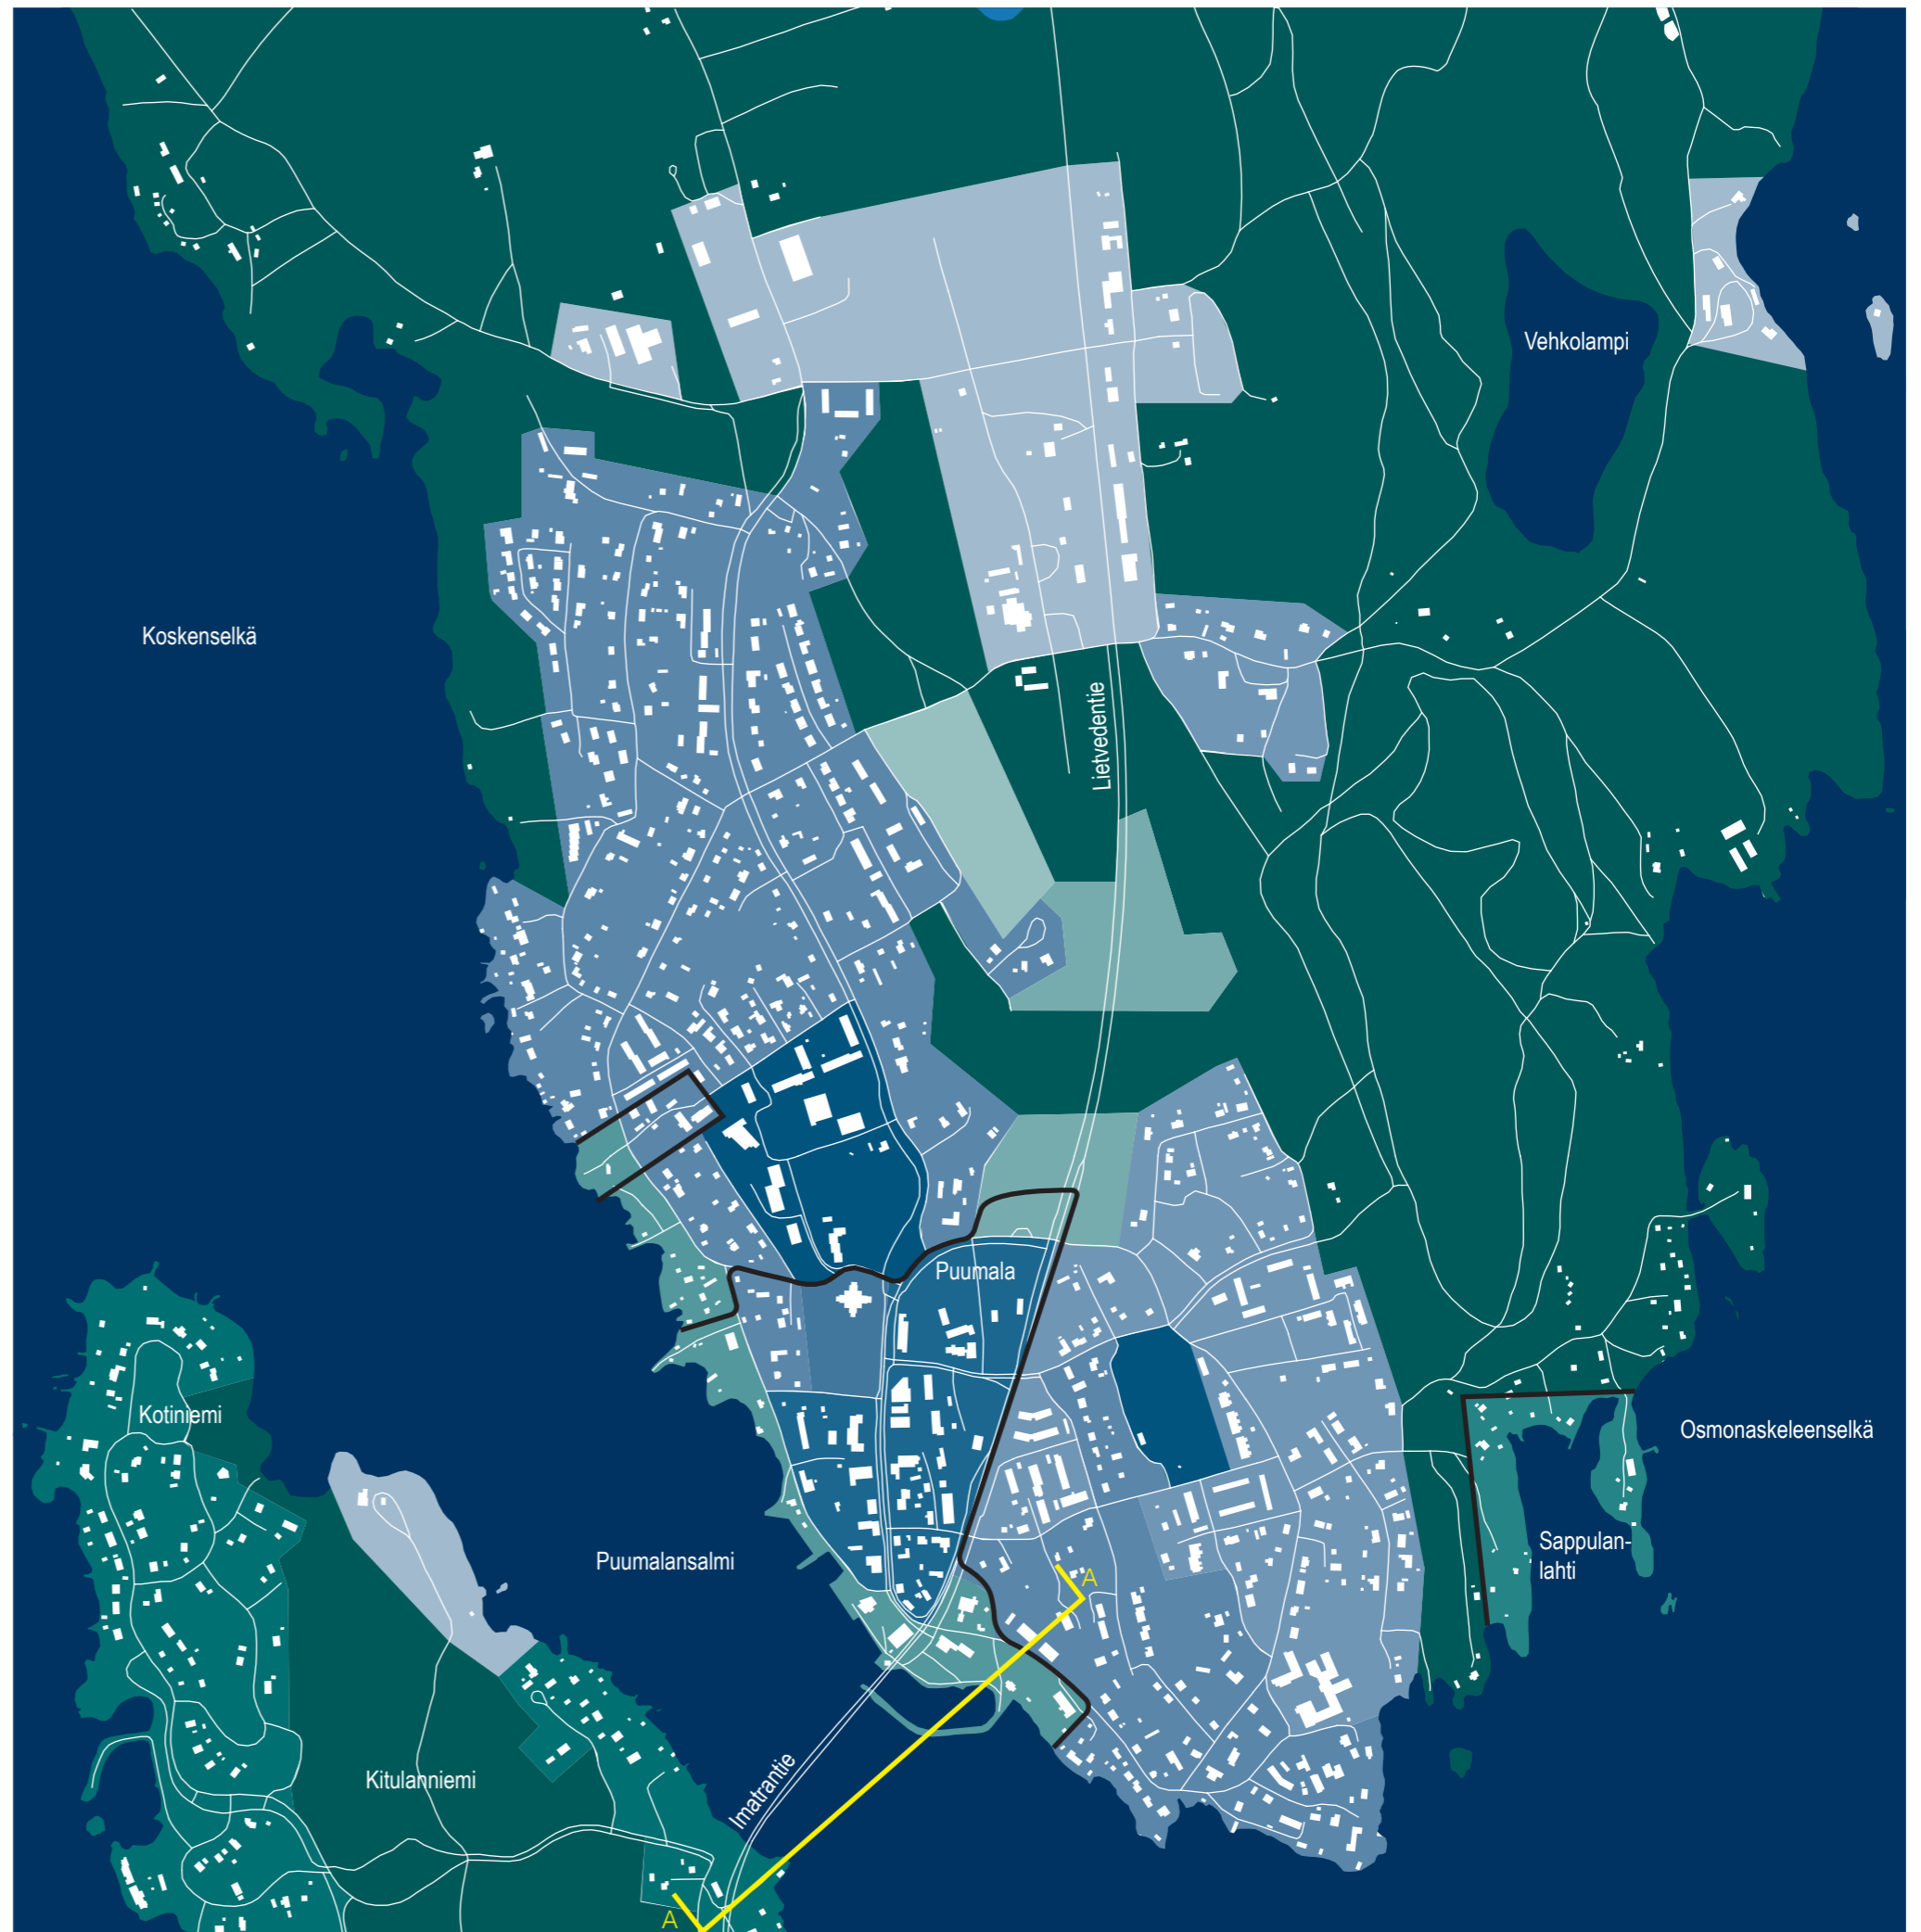 Vehkolampi
Koskenselkä
Lietvedentie
Puumala
Kotiniemi
Osmonaskeleenselkä
Puumalansalmi
Sappulan-
lahti
A
Kitulanniemi
Imatrantie
A